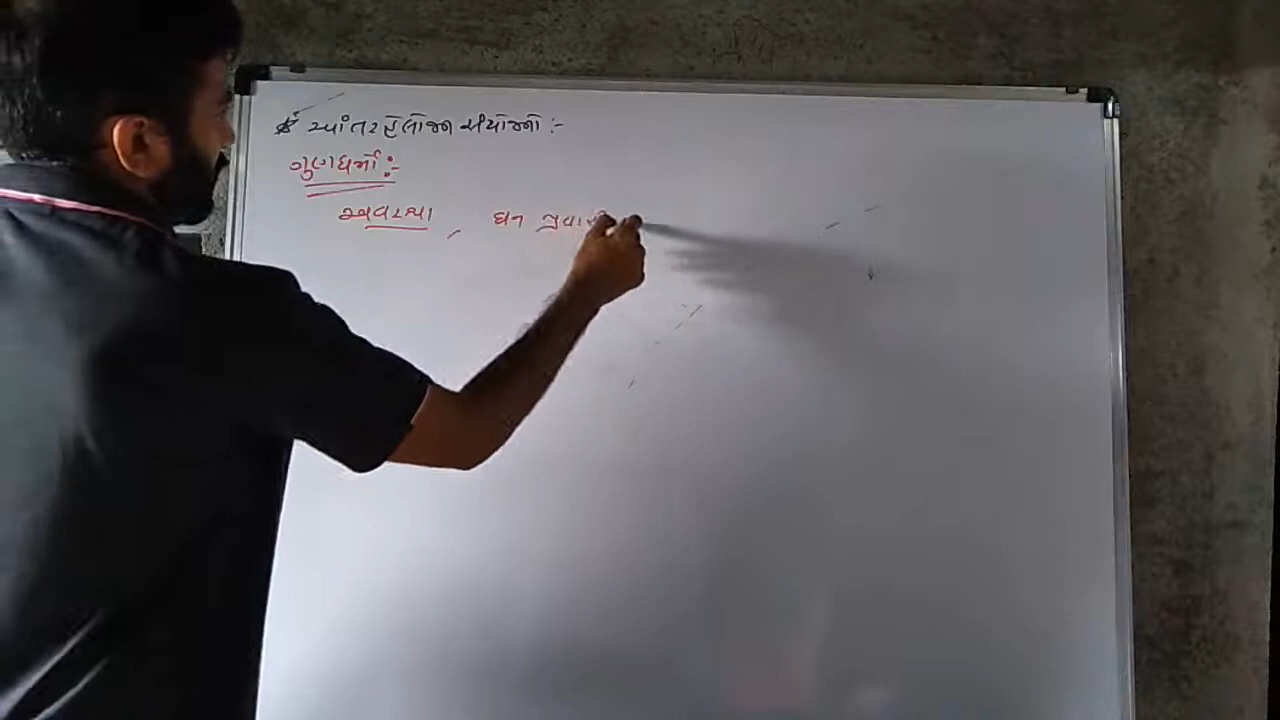 * આંતરહેલોજન સંયોજનો :-
ગુણધર્મો :-
અવસ્થા , ઘન પ્રવા